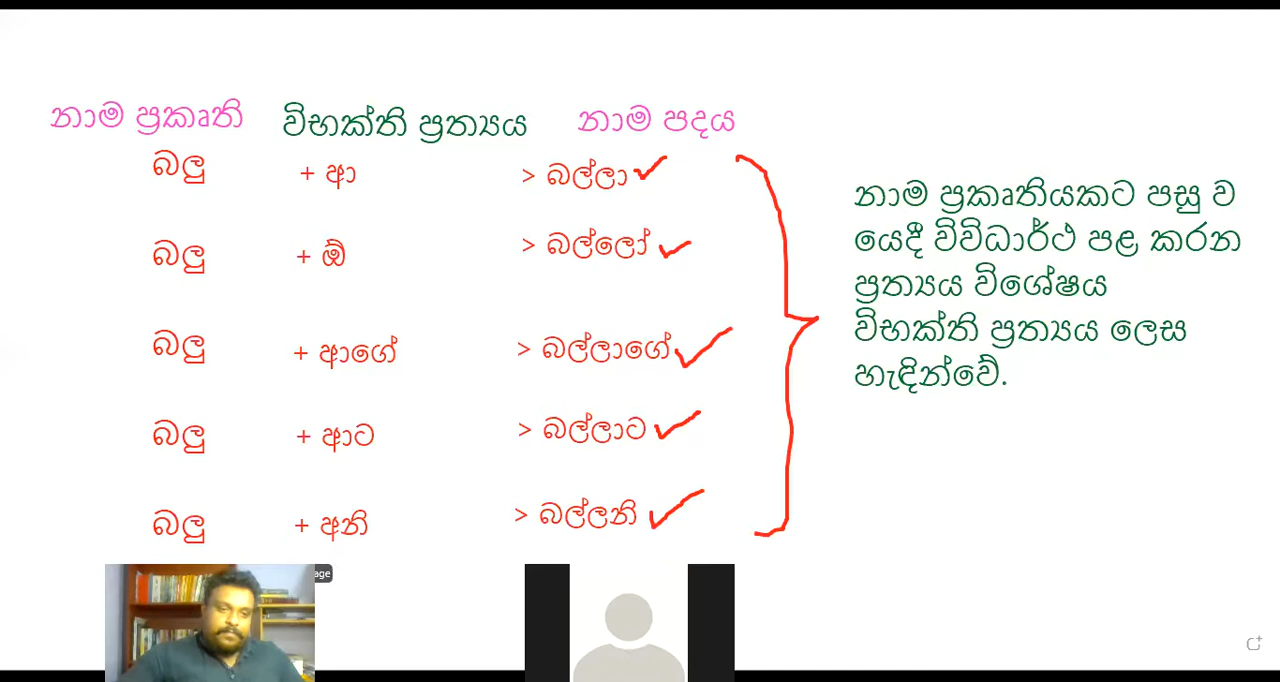 නාම ප්‍රකෘති විභක්ති ප්‍රත්‍යය නාම පදය
බලු + ආ > බල්ලා
බලු + ඕ > බල්ලෝ
බලු + ආගේ > බල්ලාගේ
බලු + ආට > බල්ලාට
බලු + අනි > බල්ලනි
නාම ප්‍රකෘතියකට පසු ව
යෙදී විවිධාර්ථ පළ කරන
ප්‍රත්‍යය විශේෂය
විභක්ති ප්‍රත්‍යය ලෙස
හැඳින්වේ.
age